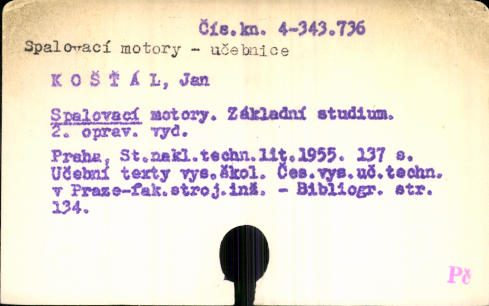 Čís.kn. 4-343.736
Spalovací motory - učebnice
K O Š Ť Á L, Jan
Spalovací motory. Základní studium.
2. oprav. vyd.
Praha, St.nakl.techn.lit.1955. 137 s.
Učební texty vys.škol. Čes.vys.uč.techn.
v Praze-fak.stroj.inž. - Bibliogr. str.
134.
Pč